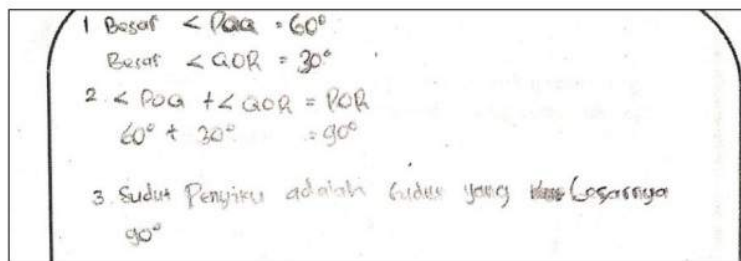 1 Besar < POQ = 60°
Besar < QOR = 30°
2. < POQ + < QOR = POR
60° + 30° = 90°
3. Sudut Penyiku adalah Sudut yang besarnya
90°